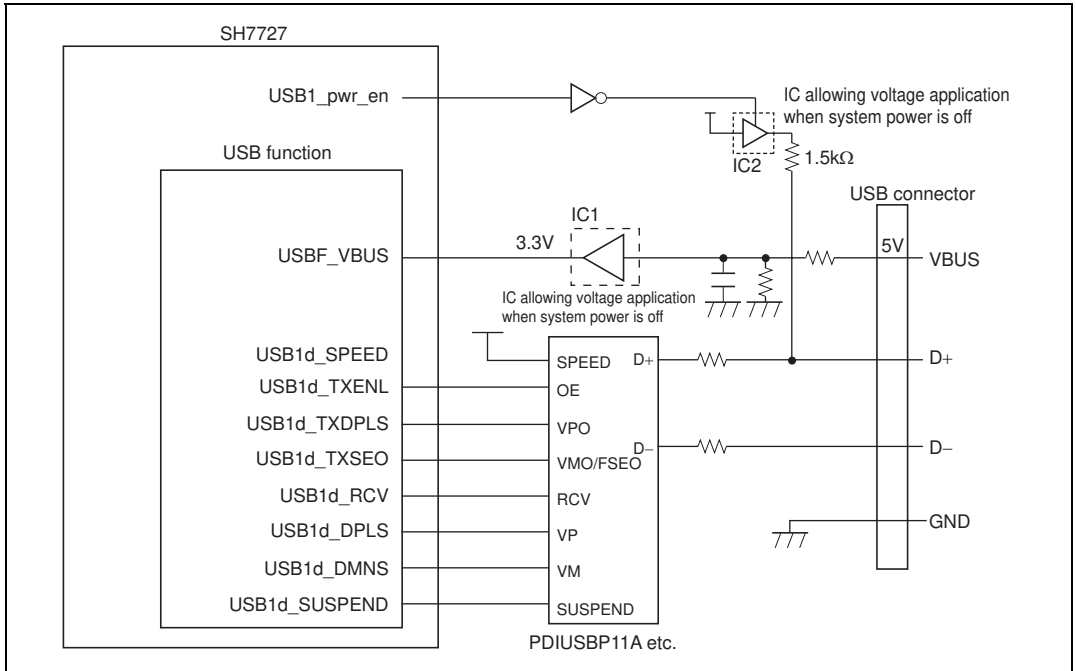 SH7727
USB1_pwr_en
IC allowing voltage application
when system power is off
IC2
1.5kΩ
USB function
USB connector
IC1
3.3V
5V
USBF_VBUS
VBUS
IC allowing voltage application
when system power is off
USB1d_SPEED
SPEED
D+
D+
USB1d_TXENL
OE
USB1d_TXDPLS
VPO
D−
D−
USB1d_TXSEO
VMO/FSEO
USB1d_RCV
RCV
USB1d_DPLS
VP
GND
USB1d_DMNS
VM
USB1d_SUSPEND
SUSPEND
PDIUSBP11A etc.